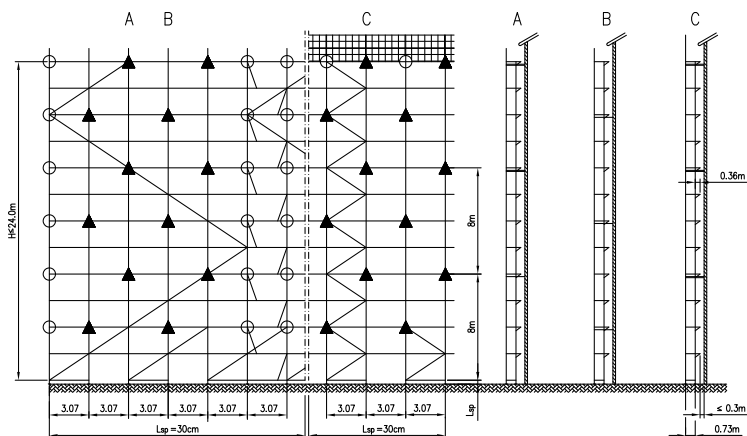 A B C A B C
H≤24.0m
0.36m
8m
8m
Lsp
≤ 0.3m
3.07 3.07 3.07 3.07 3.07 3.07 3.07 3.07 3.07
Lsp =30cm Lsp =30cm 0.73m